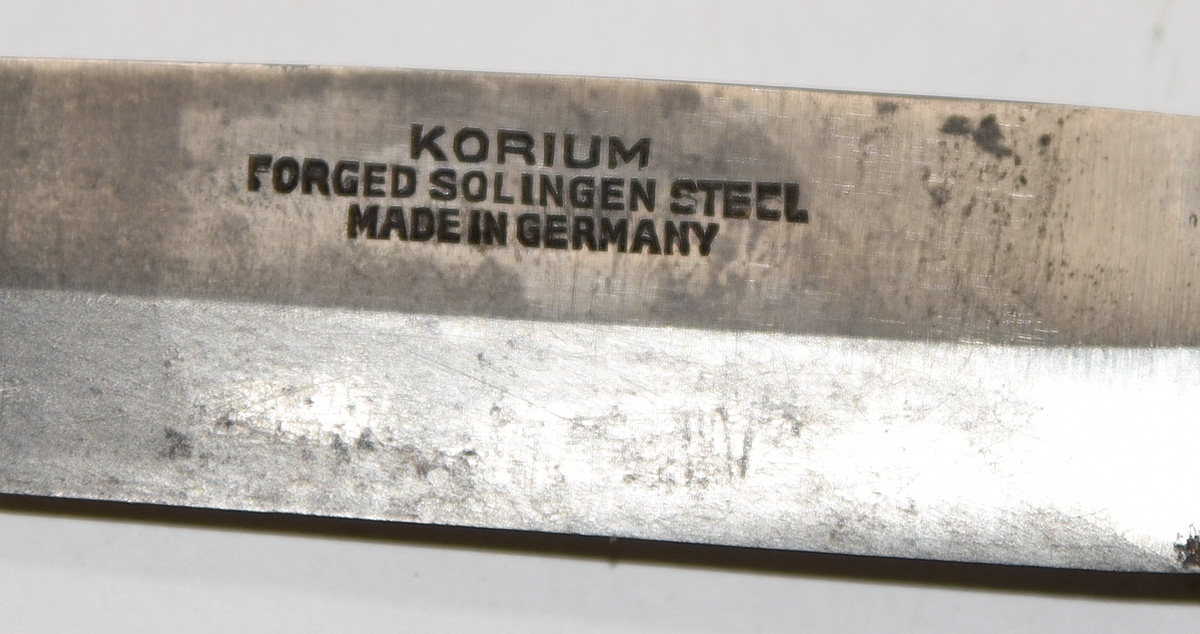 KORIUM
FORGED SOLINGEN STEEL
MADE IN GERMANY